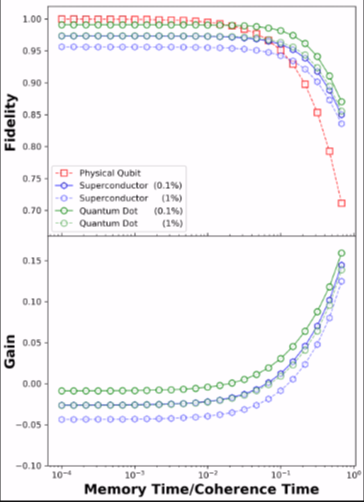 Fidelity
1.00
0.95
0.90
0.85
0.80
0.75
0.70
Physical Qubit
Superconductor (0.1%)
Superconductor (1%)
Quantum Dot (0.1%)
Quantum Dot (1%)
Gain
0.15
0.10
0.05
0.00
−0.05
−0.10
10⁻⁴ 10⁻³ 10⁻² 10⁻¹ 10⁰
Memory Time/Coherence Time